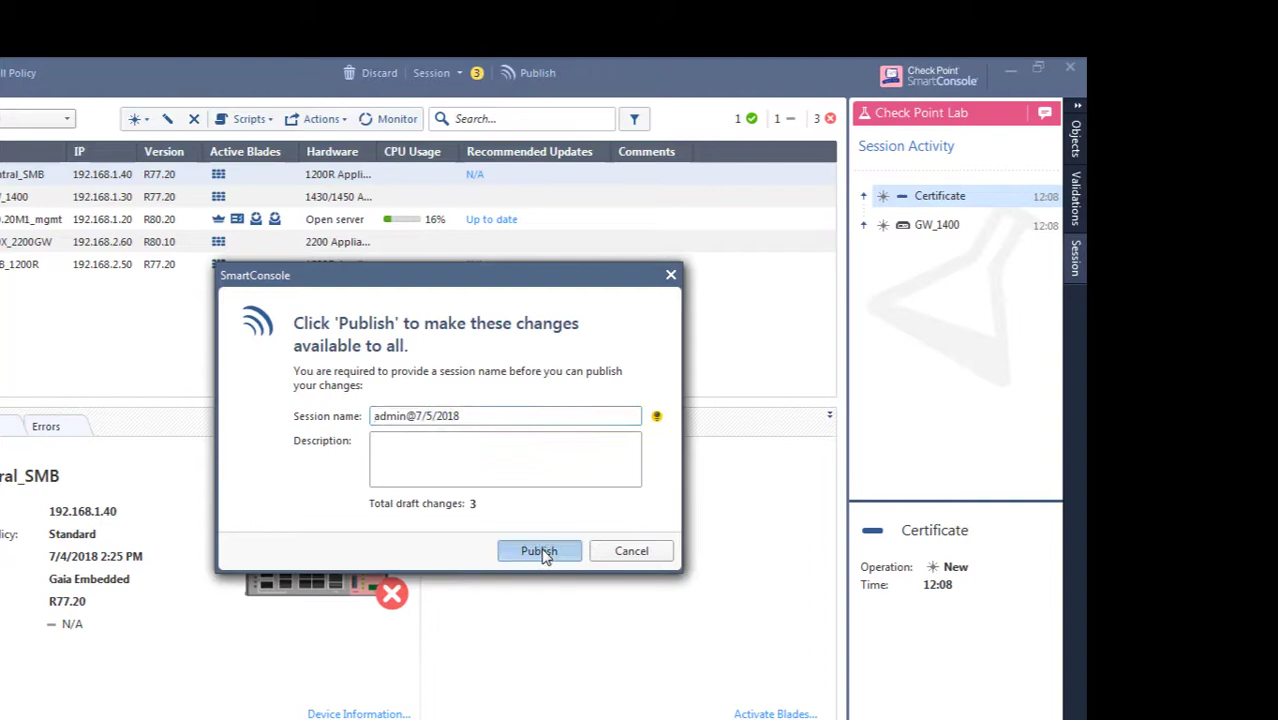 ll Policy
Discard Session 3 Publish
Check Point
SmartConsole
Scripts Actions Monitor Search... 1 1 3
Check Point Lab
Objects
Validations
Session
IP Version Active Blades Hardware CPU Usage Recommended Updates Comments
Session Activity
ntral_SMB 192.168.1.40 R77.20 1200R Appli... N/A
_1400 192.168.1.30 R77.20 1430/1450 A...
0.20M1_mgmt 192.168.1.20 R80.20 Open server 16% Up to date
0X_2200GW 192.168.2.60 R80.10 2200 Applia...
B_1200R 192.168.2.50 R77.20
Certificate 12:08
GW_1400 12:08
SmartConsole
Click 'Publish' to make these changes
available to all.
You are required to provide a session name before you can publish
your changes:
Session name: admin@7/5/2018
Description:
Total draft changes: 3
Publish Cancel
Errors
ral_SMB
192.168.1.40
licy: Standard
7/4/2018 2:25 PM
Gaia Embedded
R77.20
N/A
Device Information...
Activate Blades...
Certificate
Operation: New
Time: 12:08